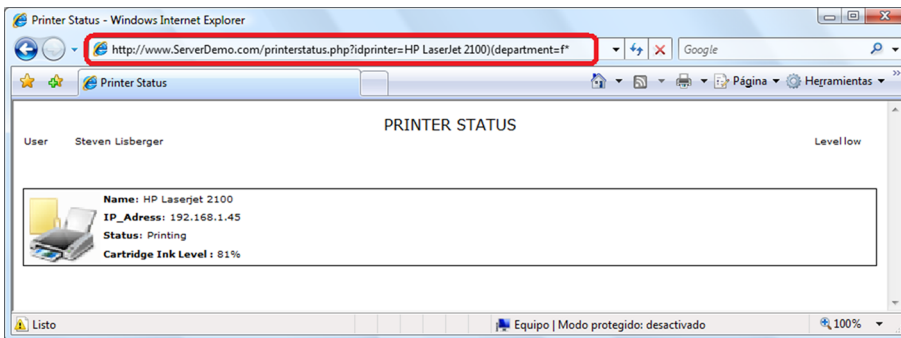 Printer Status - Windows Internet Explorer
http://www.ServerDemo.com/printerstatus.php?idprinter=HP LaserJet 2100)(department=f*
Google
Printer Status
Página
Herramientas
PRINTER STATUS
User Steven Lisberger
Level low
Name: HP Laserjet 2100
IP_Adress: 192.168.1.45
Status: Printing
Cartridge Ink Level : 81%
Listo
Equipo | Modo protegido: desactivado
100%